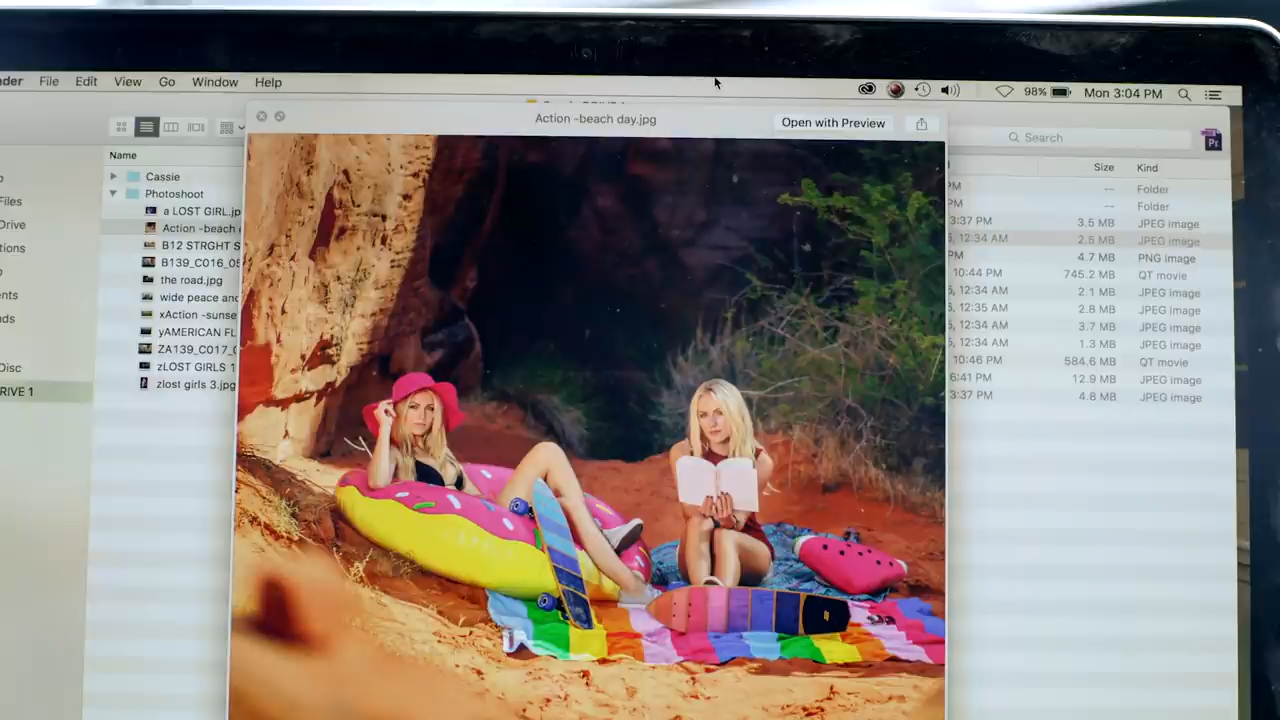 File Edit View Go Window Help
98% Mon 3:04 PM
Action -beach day.jpg
Open with Preview
Search
Pr
Name
Size Kind
Cassie
-- Folder
Photoshoot
-- Folder
a LOST GIRL.jp
3:37 PM 3.5 MB JPEG image
Action -beach
12:34 AM 2.5 MB JPEG image
B12 STRGHT S
4.7 MB PNG image
B139_C016_0
10:44 PM 745.2 MB QT movie
the road.jpg
12:34 AM 2.1 MB JPEG image
wide peace and
12:35 AM 2.8 MB JPEG image
xAction -sunse
12:34 AM 3.7 MB JPEG image
yAMERICAN FL
12:34 AM 1.3 MB JPEG image
ZA139_C017_
10:46 PM 584.6 MB QT movie
zLOST GIRLS 1
6:41 PM 12.9 MB JPEG image
zlost girls 3.jpg
3:37 PM 4.8 MB JPEG image
Files
Drive
Disc
RIVE 1